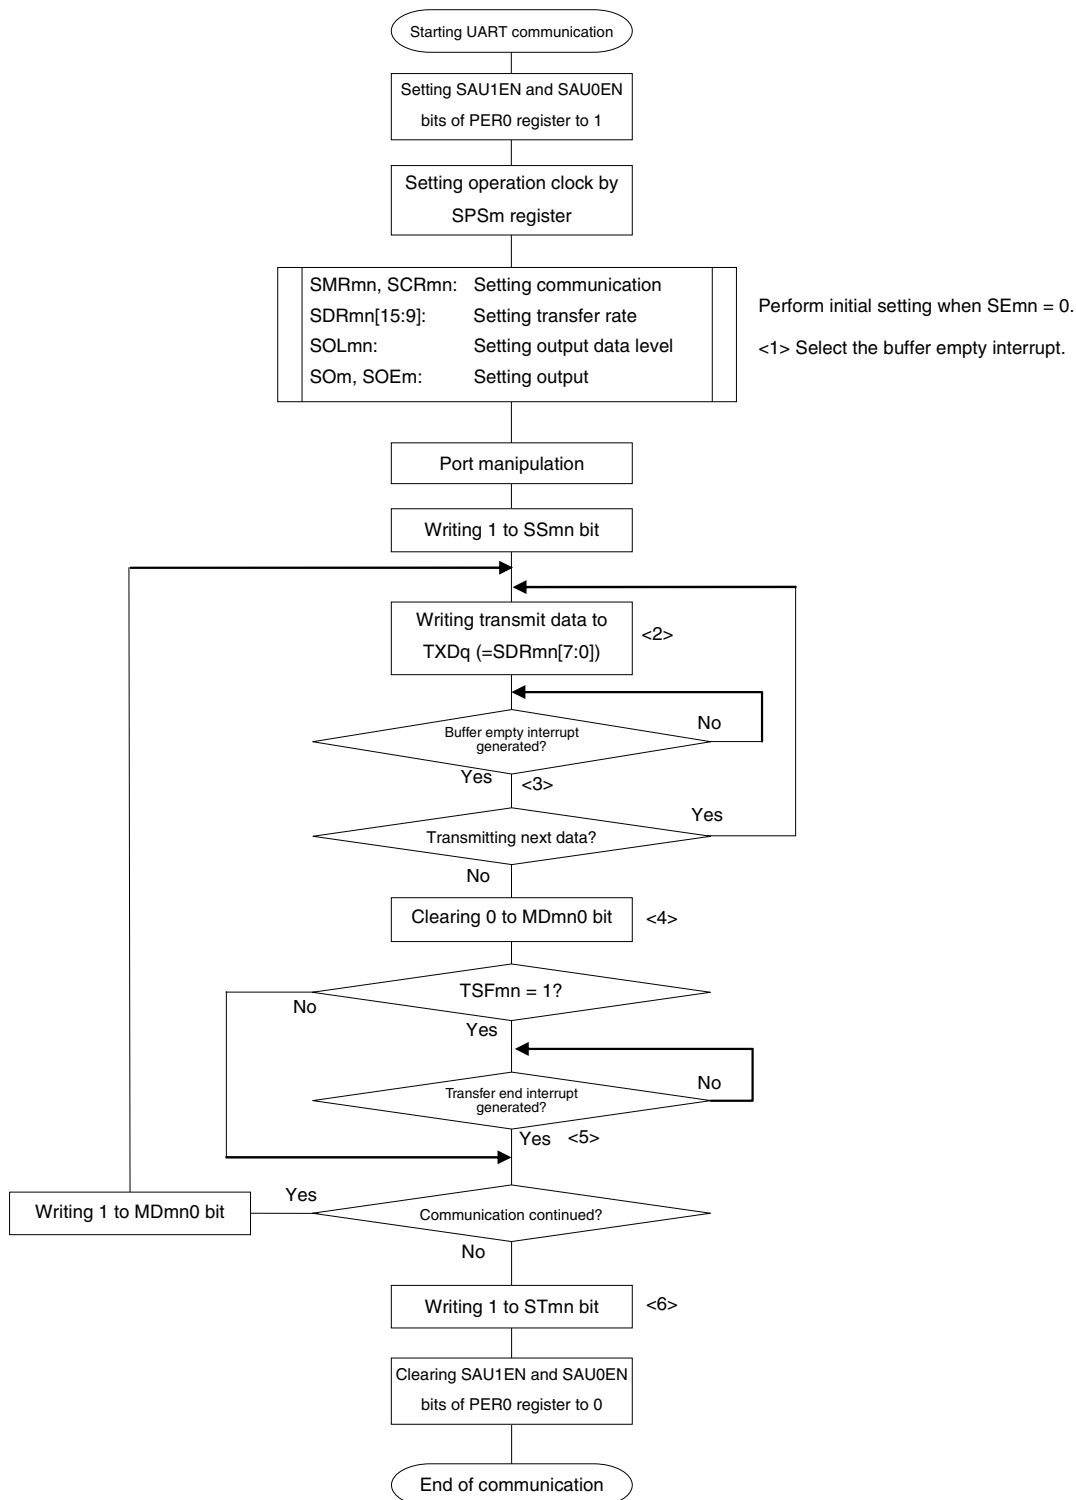 Starting UART communication
Setting SAU1EN and SAU0EN
bits of PER0 register to 1
Setting operation clock by
SPSm register
SMRmn, SCRmn: Setting communication
SDRmn[15:9]: Setting transfer rate
SOLmn: Setting output data level
SOm, SOEm: Setting output
Perform initial setting when SEmn = 0.
<1> Select the buffer empty interrupt.
Port manipulation
Writing 1 to SSmn bit
Writing transmit data to
TXDq (=SDRmn[7:0])
<2>
Buffer empty interrupt
generated?
No
Yes
<3>
Transmitting next data?
Yes
No
Clearing 0 to MDmn0 bit
<4>
TSFmn = 1?
No
Yes
Transfer end interrupt
generated?
No
Yes
<5>
Writing 1 to MDmn0 bit
Yes
Communication continued?
No
Writing 1 to STmn bit
<6>
Clearing SAU1EN and SAU0EN
bits of PER0 register to 0
End of communication